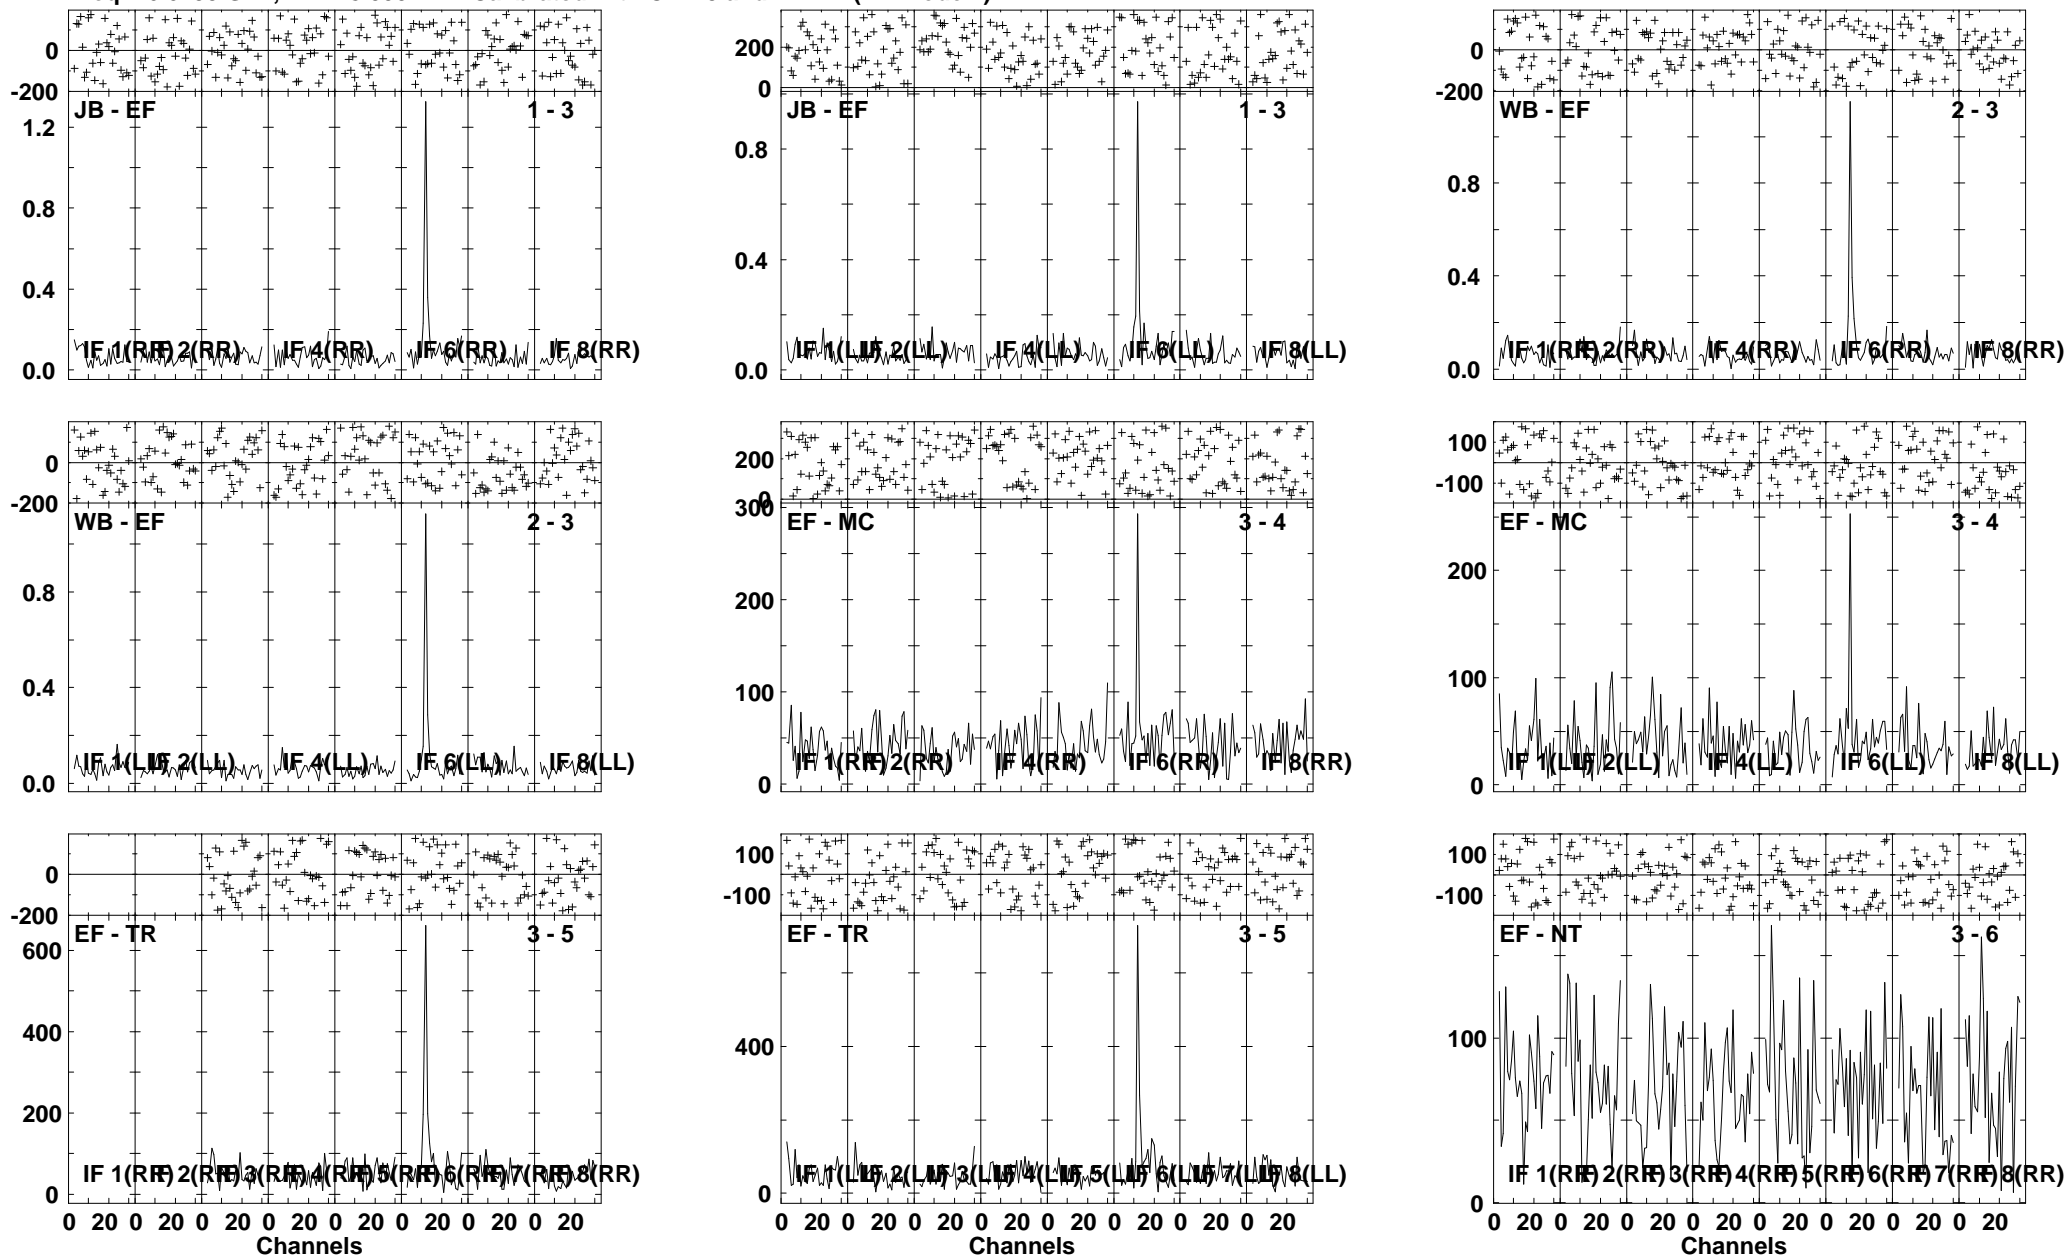 0
-200
JB - EF
1 - 3
1.2
0.8
0.4
0.0
IF 1(RR)
IF 2(RR)
IF 4(RR)
IF 6(RR)
IF 8(RR)
200
0
JB - EF
1 - 3
0.8
0.4
0.0
IF 1(LL)
IF 2(LL)
IF 4(LL)
IF 6(LL)
IF 8(LL)
0
-200
WB - EF
2 - 3
0.8
0.4
0.0
IF 1(RR)
IF 2(RR)
IF 4(RR)
IF 6(RR)
IF 8(RR)
0
-200
WB - EF
2 - 3
0.8
0.4
0.0
IF 1(LL)
IF 2(LL)
IF 4(LL)
IF 6(LL)
IF 8(LL)
200
0
300
EF - MC
3 - 4
200
100
0
IF 1(RR)
IF 2(RR)
IF 4(RR)
IF 6(RR)
IF 8(RR)
100
-100
EF - MC
3 - 4
200
100
0
IF 1(LL)
IF 2(LL)
IF 4(LL)
IF 6(LL)
IF 8(LL)
0
-200
EF - TR
3 - 5
600
400
200
0
IF 1(RR)
IF 2(RR)
IF 3(RR)
IF 4(RR)
IF 5(RR)
IF 6(RR)
IF 7(RR)
IF 8(RR)
0 20 0 20 0 20 0 20 0 20 0 20 0 20 0 20
Channels
100
-100
EF - TR
3 - 5
400
0
IF 1(LL)
IF 2(LL)
IF 3(LL)
IF 4(LL)
IF 5(LL)
IF 6(LL)
IF 7(LL)
IF 8(LL)
0 20 0 20 0 20 0 20 0 20 0 20 0 20 0 20
Channels
100
-100
EF - NT
3 - 6
100
0
IF 1(RR)
IF 2(RR)
IF 3(RR)
IF 4(RR)
IF 5(RR)
IF 6(RR)
IF 7(RR)
IF 8(RR)
0 20 0 20 0 20 0 20 0 20 0 20 0 20 0 20
Channels